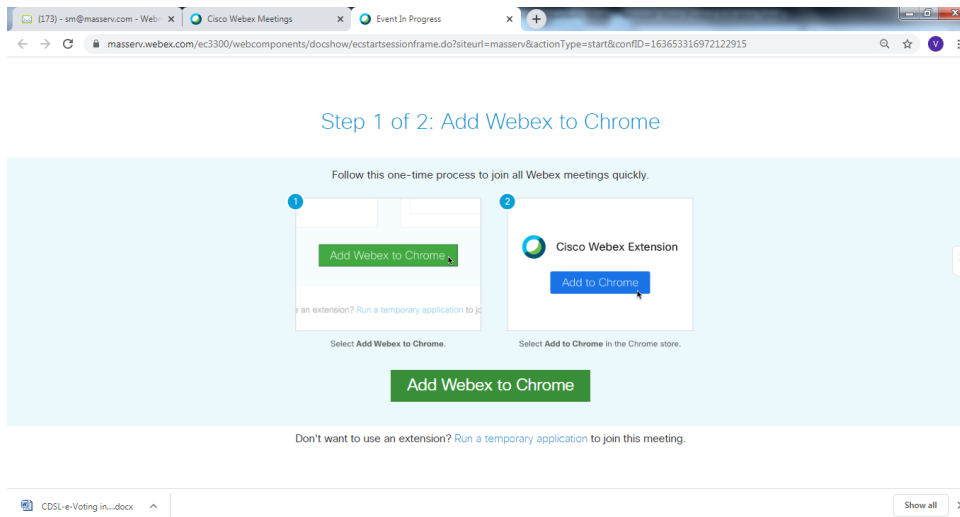 (173) - sm@masserv.com - Web
Cisco Webex Meetings
Event In Progress
masserv.webex.com/ec3300/webcomponents/docshow/ecstartsessionframe.do?siteurl=masserv&actionType=start&confID=163653316972122915
V
Step 1 of 2: Add Webex to Chrome
Follow this one-time process to join all Webex meetings quickly.
1
Add Webex to Chrome
an extension? Run a temporary application to jo
Select Add Webex to Chrome.
2
Cisco Webex Extension
Add to Chrome
Select Add to Chrome in the Chrome store.
Add Webex to Chrome
Don't want to use an extension? Run a temporary application to join this meeting.
CDSL-e-Voting in....docx
Show all